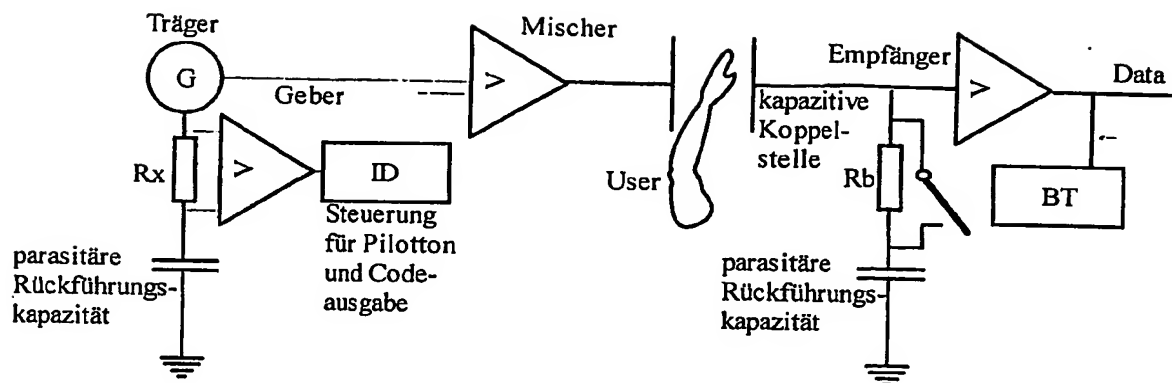 Träger
G
Geber
Mischer
V
Rx
V
ID
Steuerung
für Pilotton
und Code-
ausgabe
parasitäre
Rückführungs-
kapazität
User
kapazitive
Koppel-
stelle
Empfänger
V
Data
Rb
BT
parasitäre
Rückführungs-
kapazität